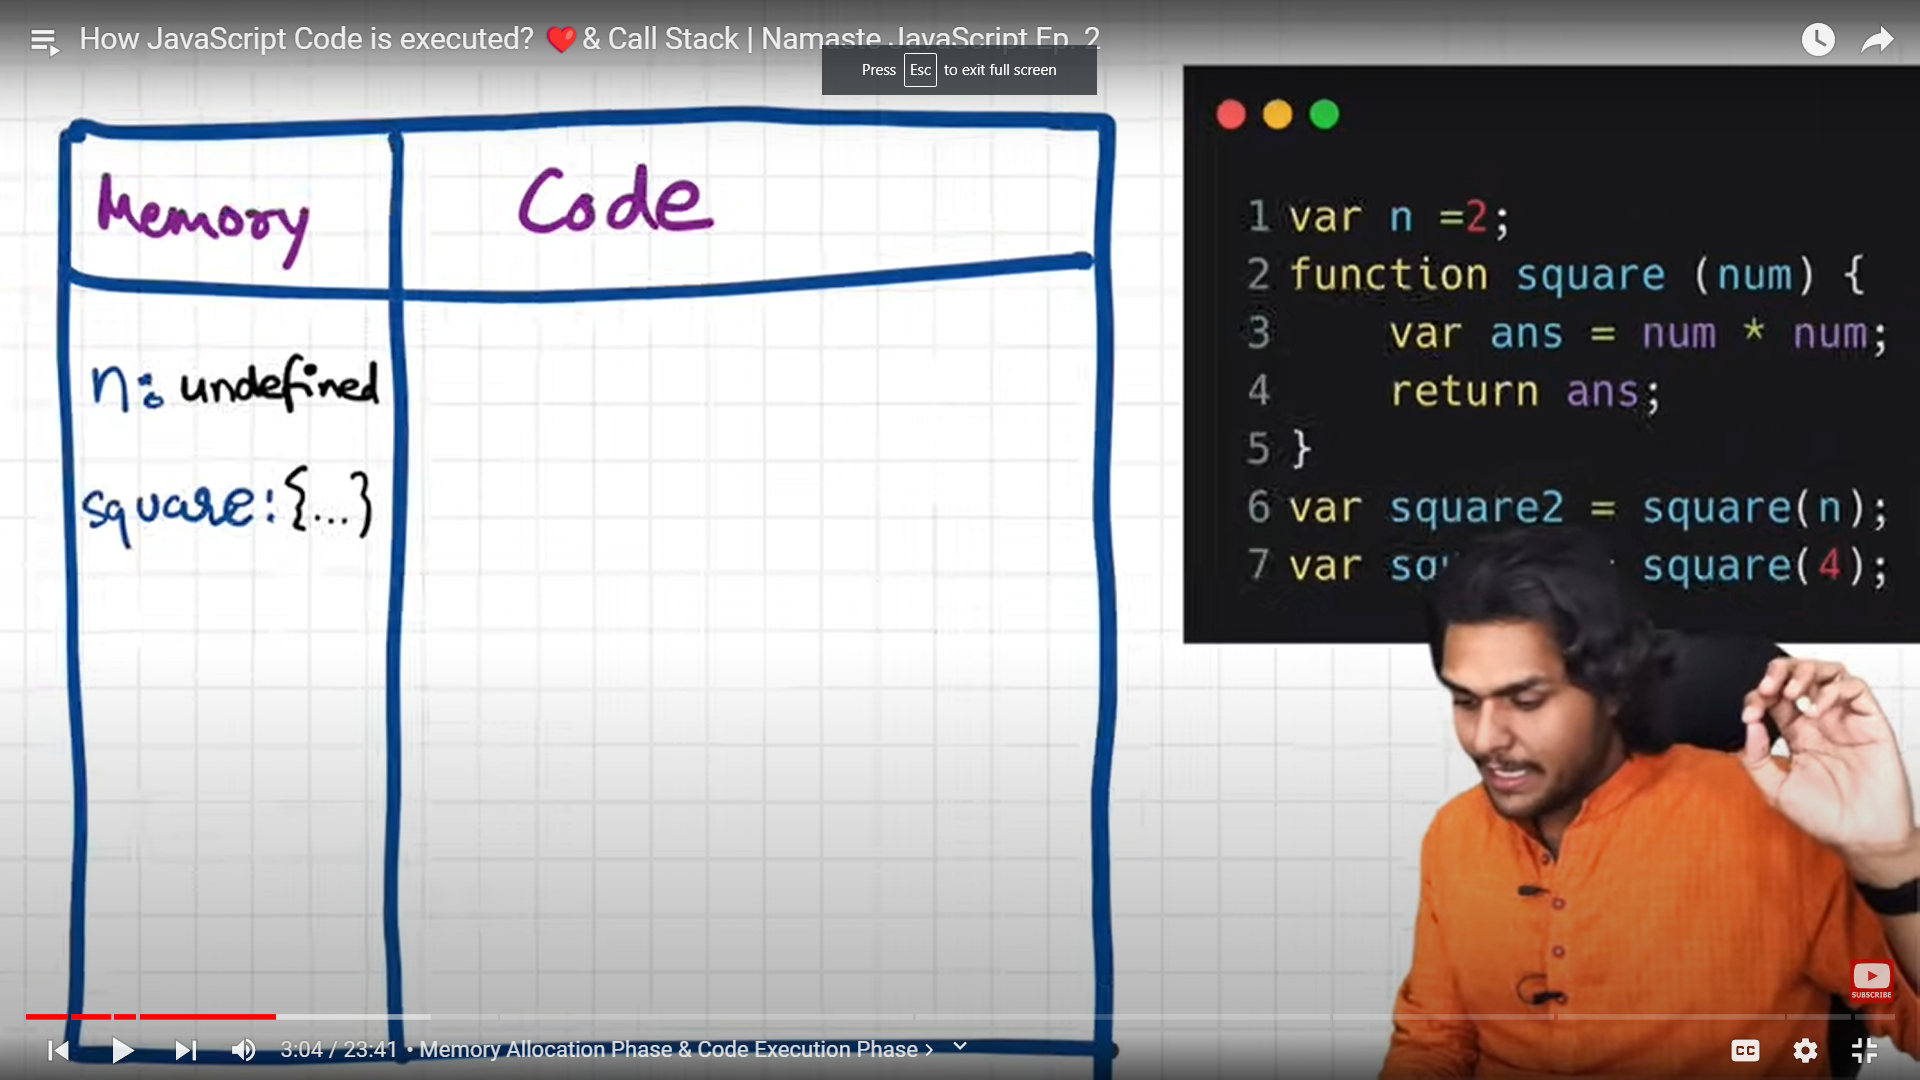 How JavaScript Code is executed? ❤️& Call Stack | Namaste JavaScript Ep. 2
Press Esc to exit full screen
Memory
Code
n: undefined
square: {...}
1 var n =2;
2 function square (num) {
3 var ans = num * num;
4 return ans;
5 }
6 var square2 = square(n);
7 var square(4);
SUBSCRIBE
3:04 / 23:41 • Memory Allocation Phase & Code Execution Phase
CC